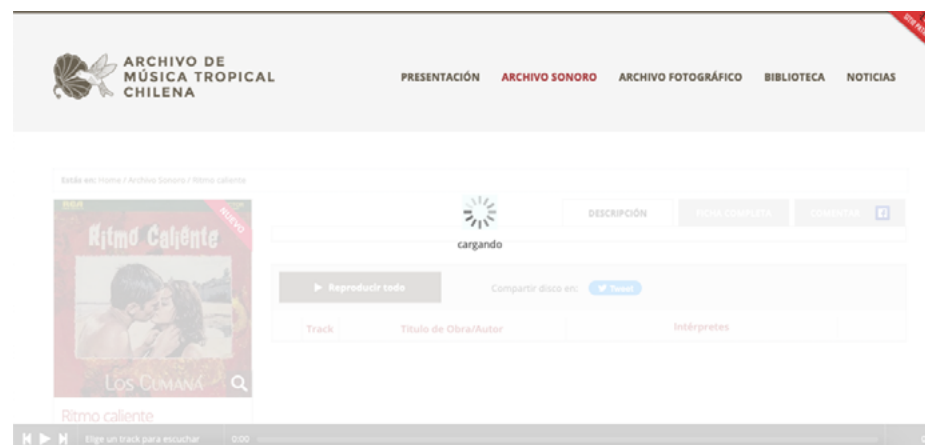 ARCHIVO DE
MÚSICA TROPICAL
CHILENA
PRESENTACIÓN ARCHIVO SONORO ARCHIVO FOTOGRÁFICO BIBLIOTECA NOTICIAS
Estás en: Home / Archivo Sonoro / Ritmo caliente
RCA
NUEVO
Ritmo Caliente
LOS CUMANÁ
Ritmo caliente
cargando
DESCRIPCIÓN FICHA COMPLETA COMENTAR
Reproducir todo Compartir disco en: Tweet
Track Título de Obra/Autor Intérpretes
Elige un track para escuchar 0:00